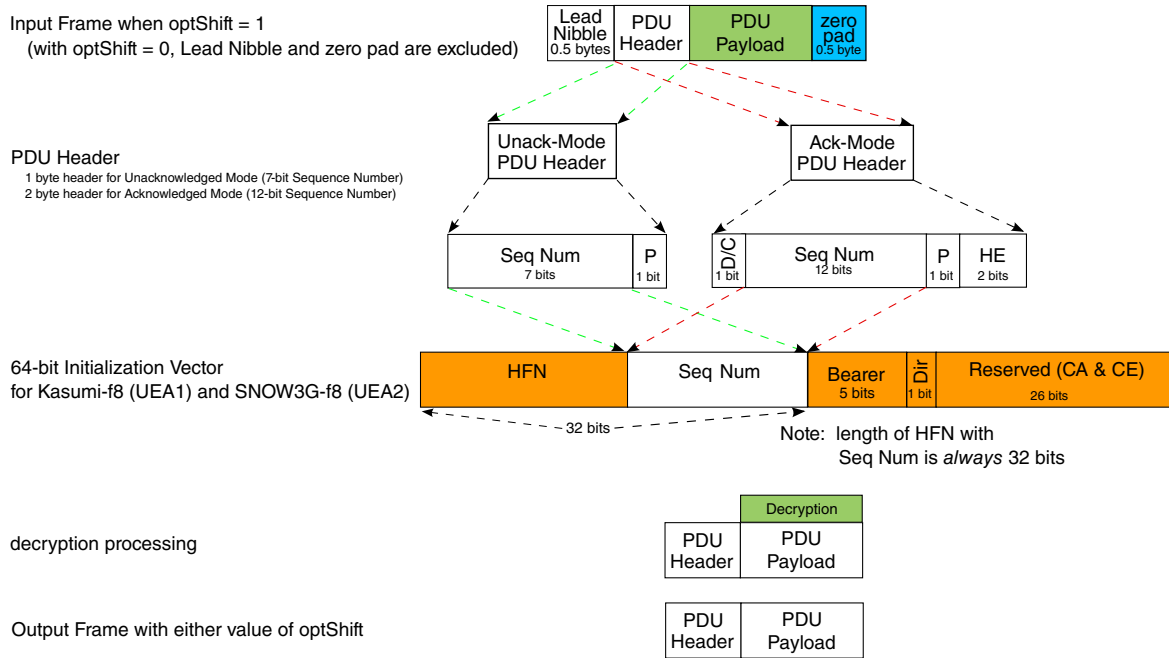 Input Frame when optShift = 1
(with optShift = 0, Lead Nibble and zero pad are excluded)
Lead
Nibble
0.5 bytes
PDU
Header
PDU
Payload
zero
pad
0.5 byte
Unack-Mode
PDU Header
Ack-Mode
PDU Header
PDU Header
1 byte header for Unacknowledged Mode (7-bit Sequence Number)
2 byte header for Acknowledged Mode (12-bit Sequence Number)
Seq Num
7 bits
P
1 bit
D/C
1 bit
Seq Num
12 bits
P
1 bit
HE
2 bits
64-bit Initialization Vector
for Kasumi-f8 (UEA1) and SNOW3G-f8 (UEA2)
HFN
Seq Num
Bearer
5 bits
Dir
1 bit
Reserved (CA & CE)
26 bits
32 bits
Note: length of HFN with
Seq Num is always 32 bits
decryption processing
Decryption
PDU
Header
PDU
Payload
Output Frame with either value of optShift
PDU
Header
PDU
Payload